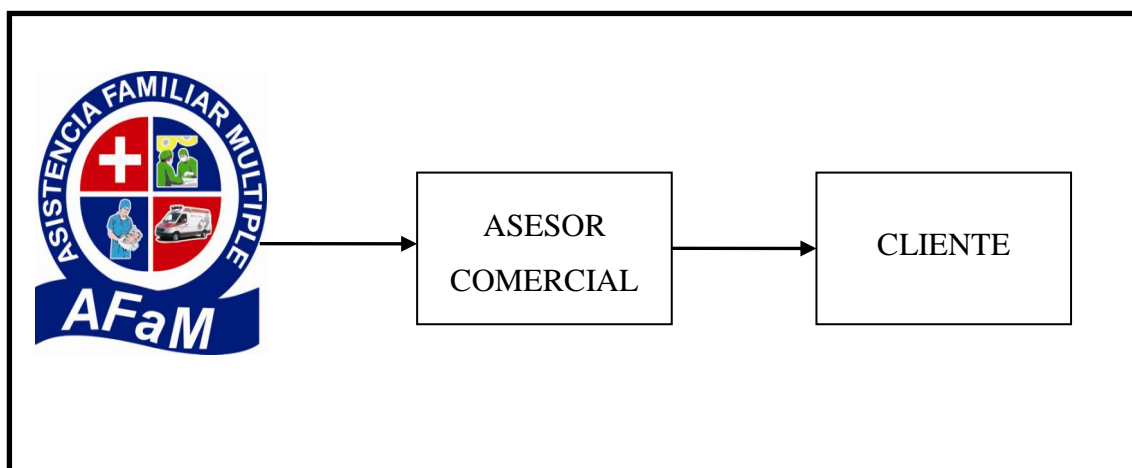 ASISTENCIA FAMILIAR MULTIPLE
AFaM
ASESOR
COMERCIAL
CLIENTE